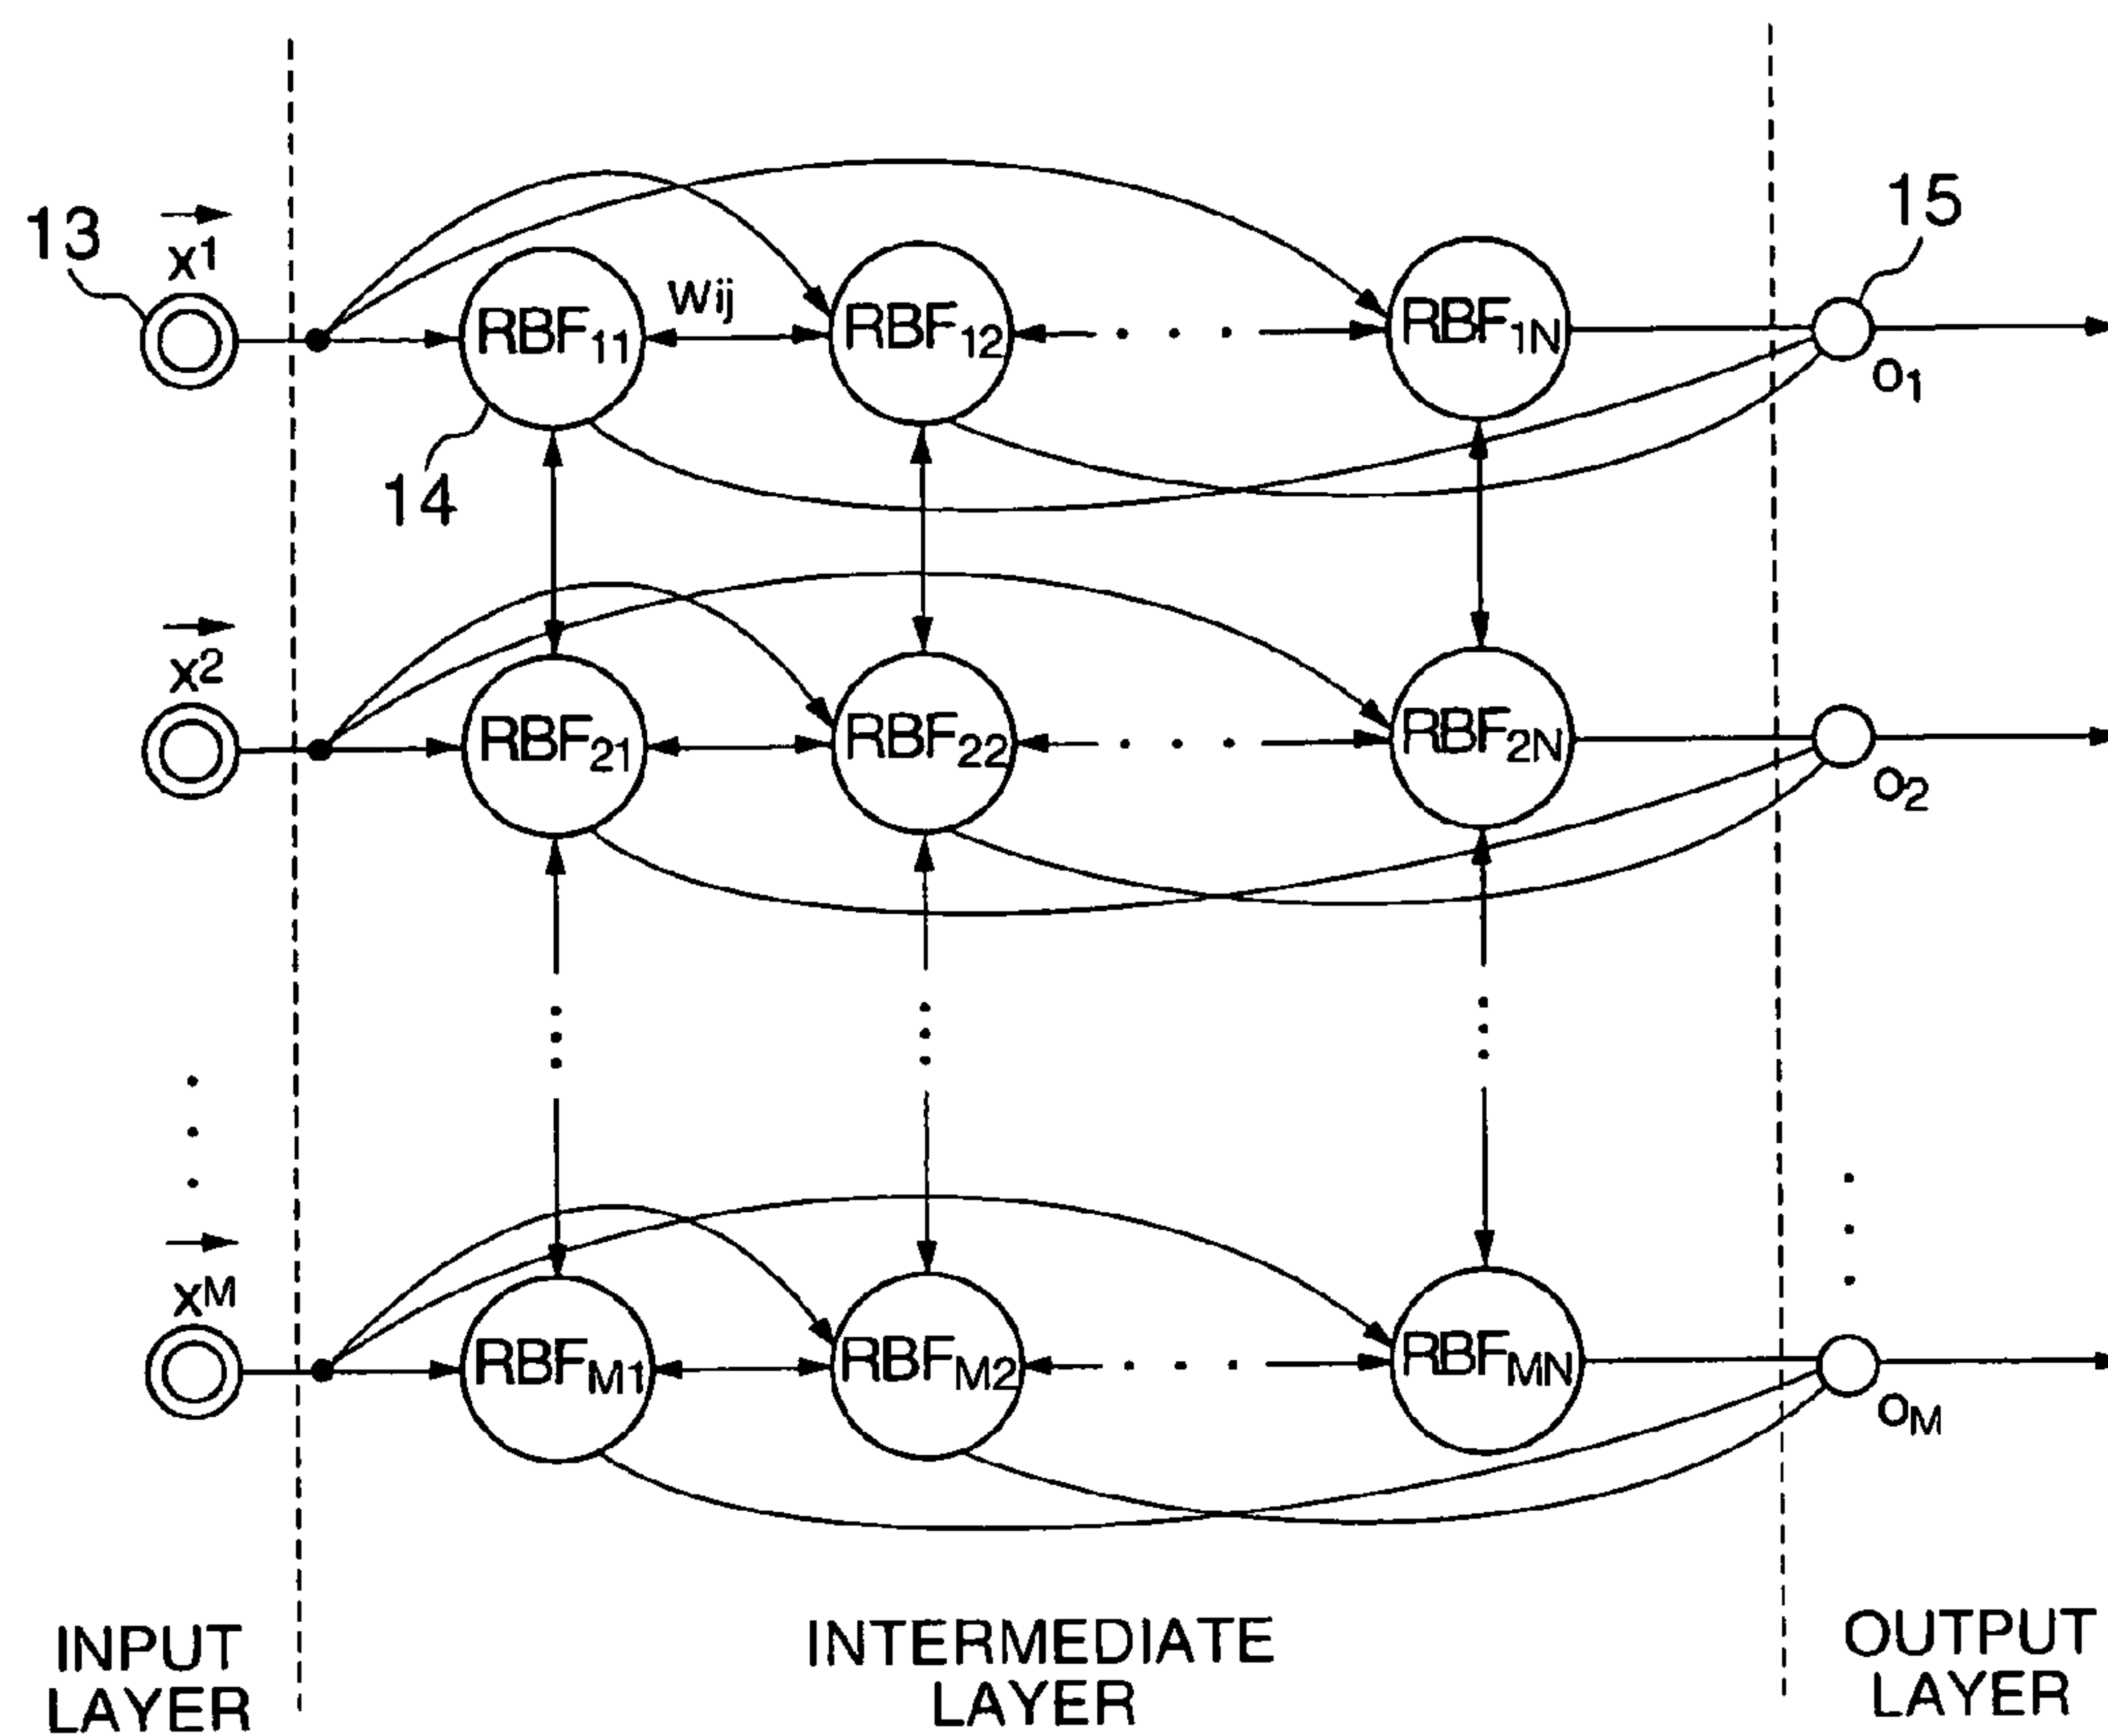 13
x1
15
RBF11
Wij
RBF12
. . .
RBF1N
o1
14
x2
RBF21
RBF22
. . .
RBF2N
o2
xM
RBFM1
RBFM2
. . .
RBFMN
oM
INPUT
LAYER
INTERMEDIATE
LAYER
OUTPUT
LAYER